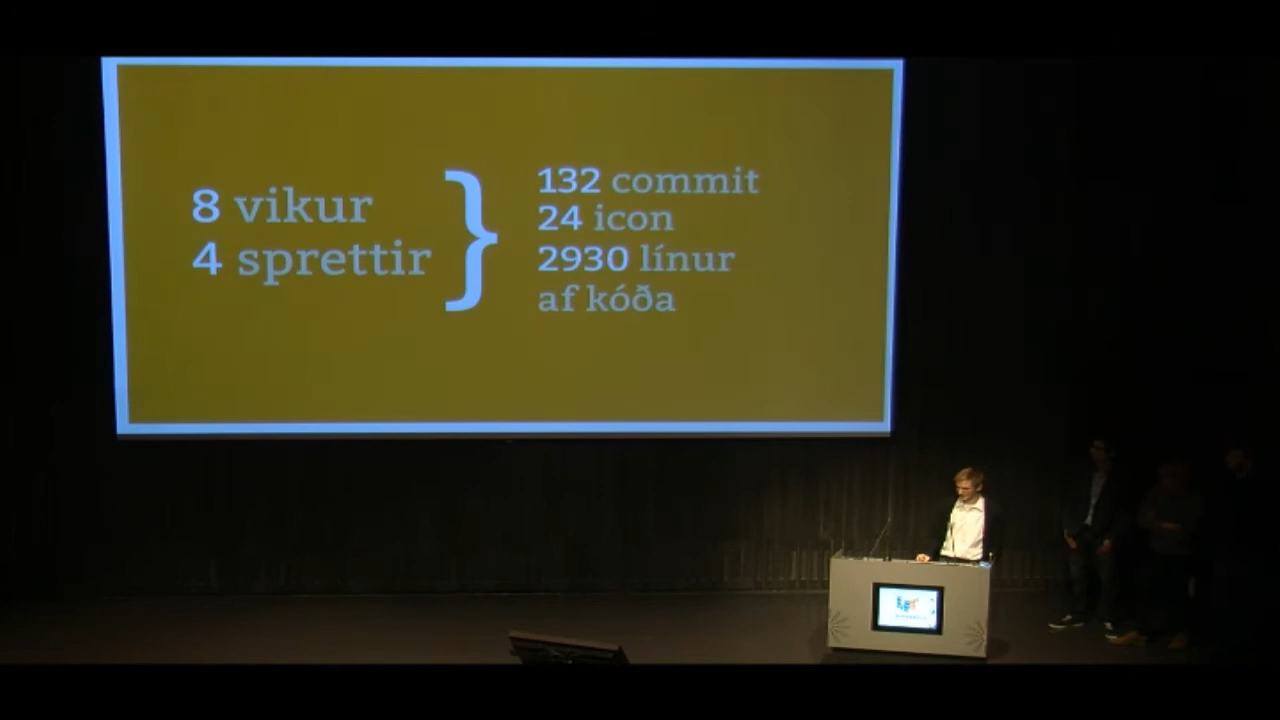 8 vikur
4 sprettir
}
132 commit
24 icon
2930 línur
af kóða